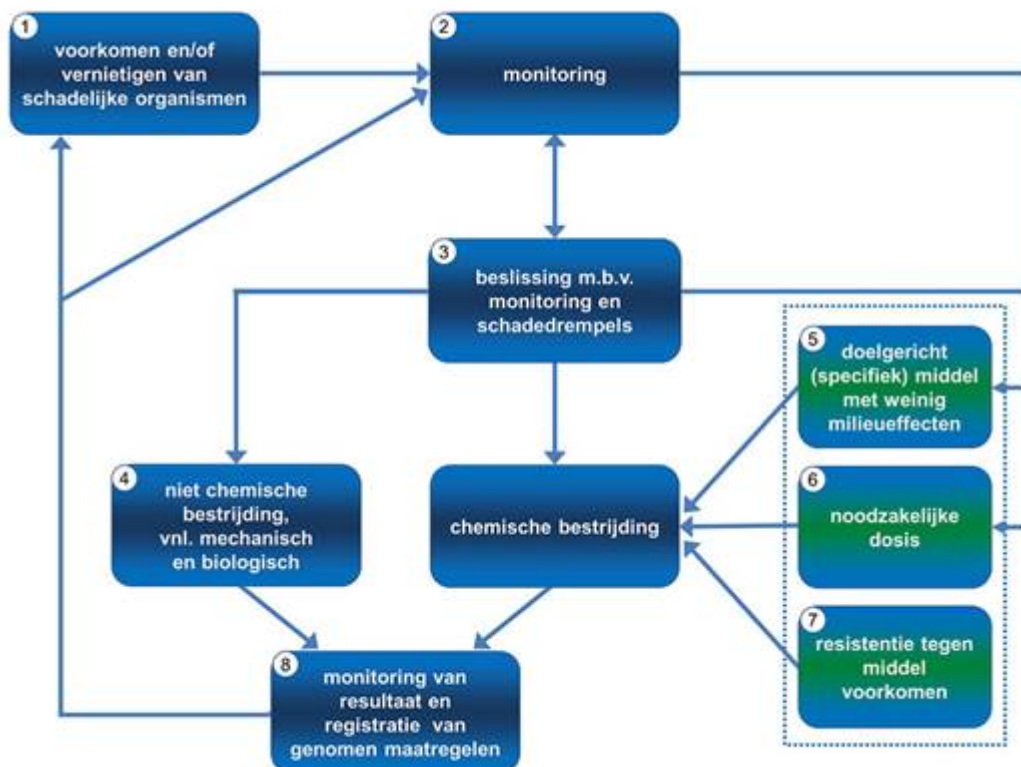 1
voorkomen en/of
vernietigen van
schadelijke organismen
2
monitoring
3
beslissing m.b.v.
monitoring en
schadedrempels
4
niet chemische
bestrijding,
vnl. mechanisch
en biologisch
chemische bestrijding
5
doelgericht
(specifiek) middel
met weinig
milieueffecten
6
noodzakelijke
dosis
7
resistentie tegen
middel
voorkomen
8
monitoring van
resultaat en
registratie van
genomen maatregelen